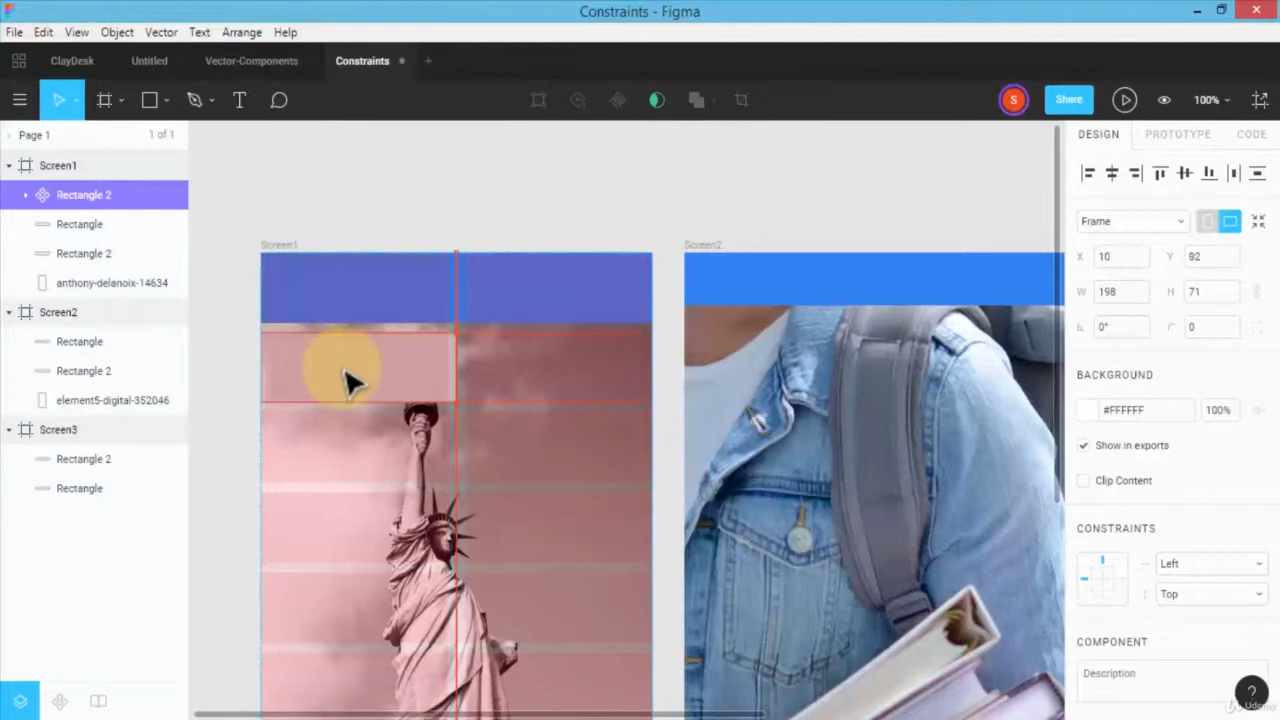 Constraints - Figma
File Edit View Object Vector Text Arrange Help
ClayDesk Untitled Vector-Components Constraints
S Share 100%
Page 1 1 of 1
DESIGN PROTOTYPE CODE
Screen1
Rectangle 2
Rectangle
Rectangle 2
anthony-delanoix-14634
Screen2
Rectangle
Rectangle 2
element5-digital-352046
Screen3
Rectangle 2
Rectangle
Screen1
Screen2
Frame
X 10 Y 82
W 198 H 71
0° 0
BACKGROUND
#FFFFFF 100%
Show in exports
Clip Content
CONSTRAINTS
Left
Top
COMPONENT
Description
?
Udemy